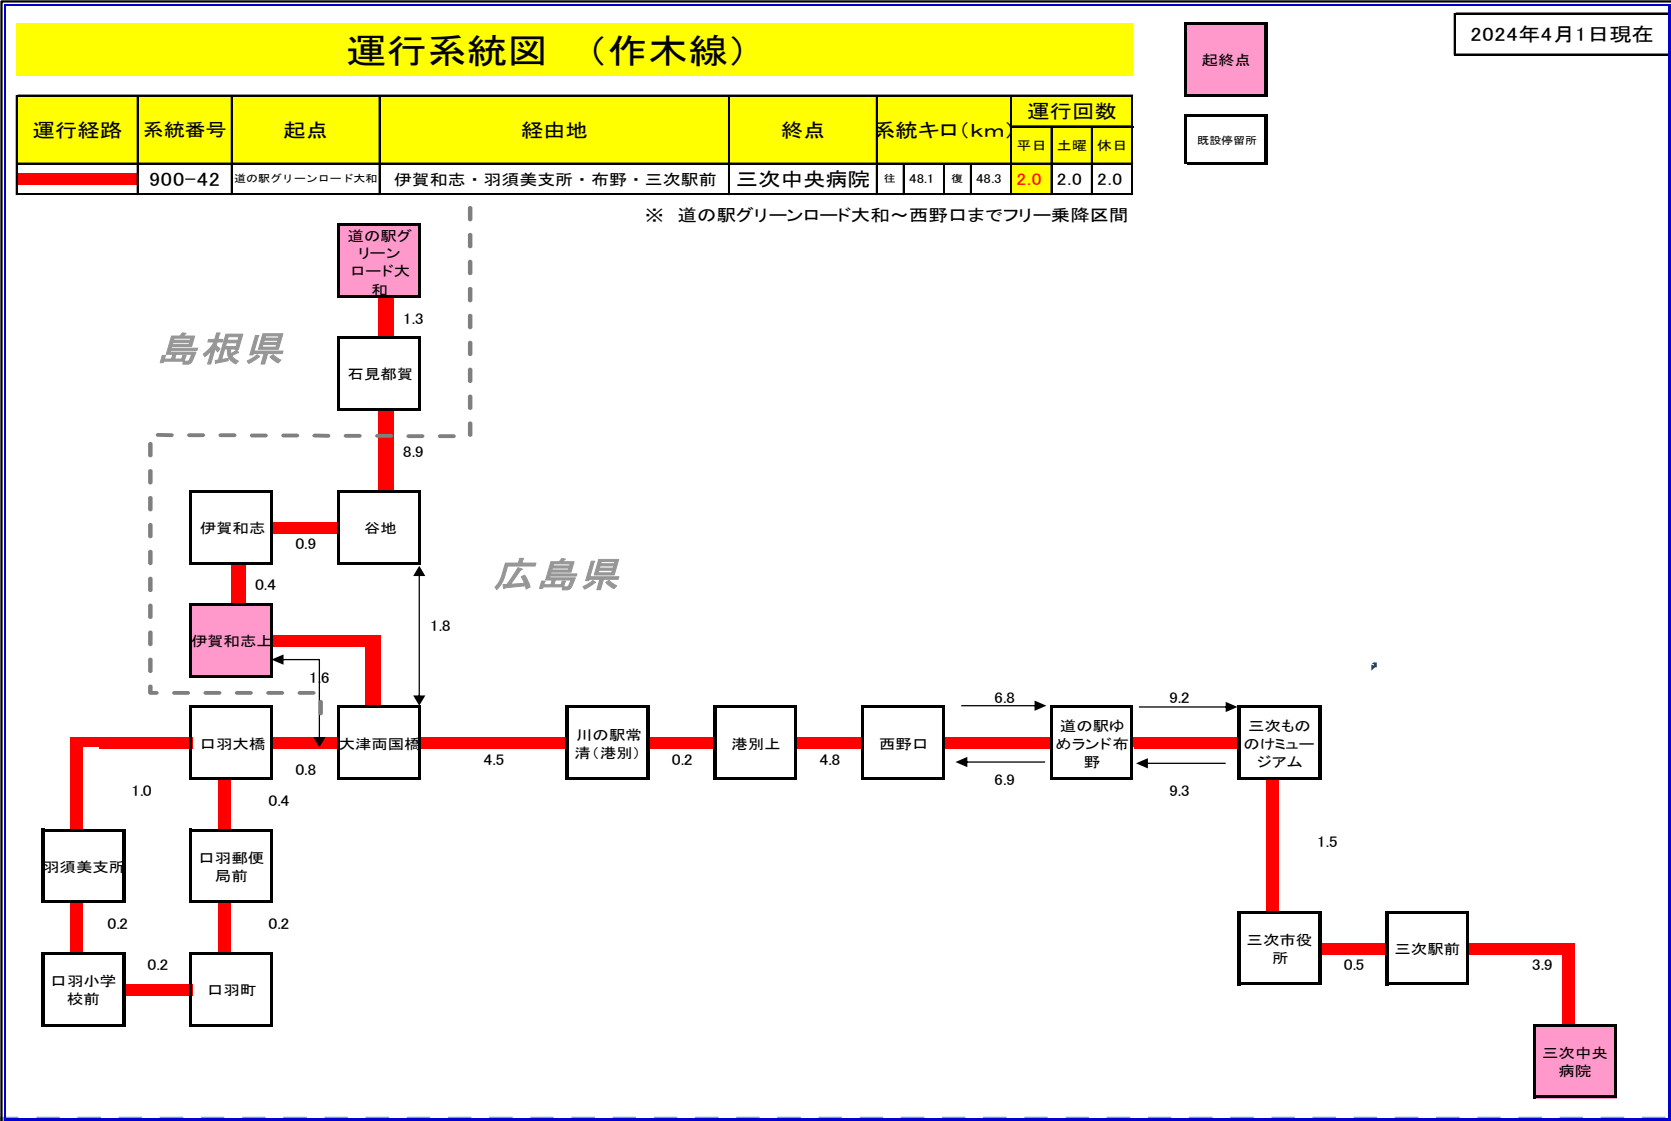 運行系統図　（作木線）
2024年4月1日現在
起終点
既設停留所
運行経路 系統番号 起点 経由地 終点 系統キロ（km） 運行回数
平日 土曜 休日
900-42 道の駅グリーンロード大和 伊賀和志・羽須美支所・布野・三次駅前 三次中央病院 往 48.1 復 48.3 2.0 2.0 2.0
※　道の駅グリーンロード大和～西野口までフリー乗降区間
道の駅グ
リーン
ロード大
和
1.3
島根県
石見都賀
8.9
伊賀和志
0.9
谷地
広島県
0.4
伊賀和志上
1.8
1.6
口羽大橋
0.8
大津両国橋
4.5
川の駅常
清（港別）
0.2
港別上
4.8
西野口
6.8
6.9
道の駅ゆ
めランド布
野
9.2
9.3
三次もの
のけミュー
ジアム
1.0
0.4
1.5
羽須美支所
口羽郵便
局前
0.2
0.2
口羽小学
校前
0.2
口羽町
三次市役
所
0.5
三次駅前
3.9
三次中央
病院